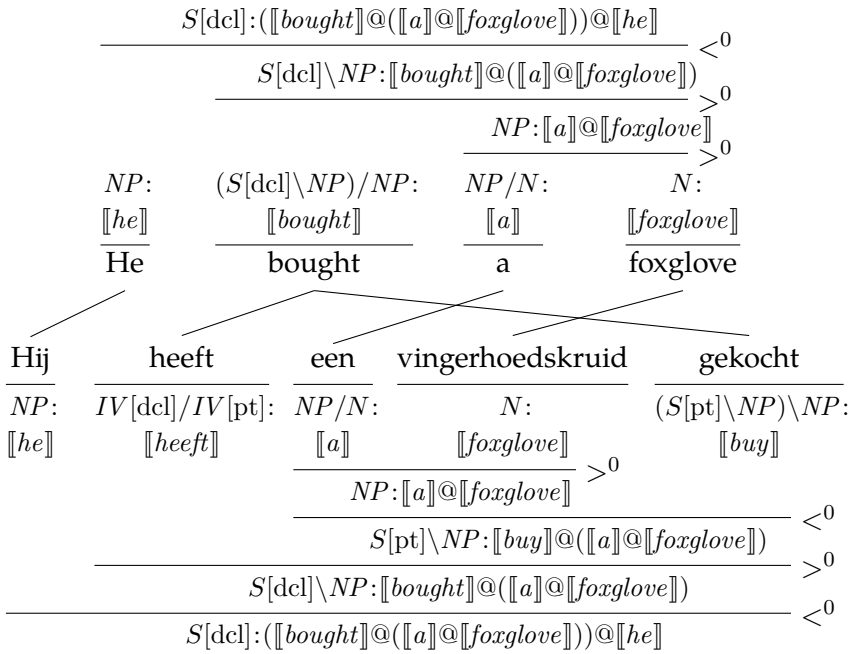 S[dcl]:(⟦bought⟧@(⟦a⟧@⟦foxglove⟧))@⟦he⟧
<⁰
S[dcl]\NP:⟦bought⟧@(⟦a⟧@⟦foxglove⟧)
>⁰
NP:⟦a⟧@⟦foxglove⟧
>⁰
NP: (S[dcl]\NP)/NP: NP/N: N:
⟦he⟧ ⟦bought⟧ ⟦a⟧ ⟦foxglove⟧
He bought a foxglove
Hij heeft een vingerhoedskruid gekocht
NP: IV[dcl]/IV[pt]: NP/N: N: (S[pt]\NP)\NP:
⟦he⟧ ⟦heeft⟧ ⟦a⟧ ⟦foxglove⟧ ⟦buy⟧
>⁰
NP:⟦a⟧@⟦foxglove⟧
<⁰
S[pt]\NP:⟦buy⟧@(⟦a⟧@⟦foxglove⟧)
>⁰
S[dcl]\NP:⟦bought⟧@(⟦a⟧@⟦foxglove⟧)
<⁰
S[dcl]:(⟦bought⟧@(⟦a⟧@⟦foxglove⟧))@⟦he⟧